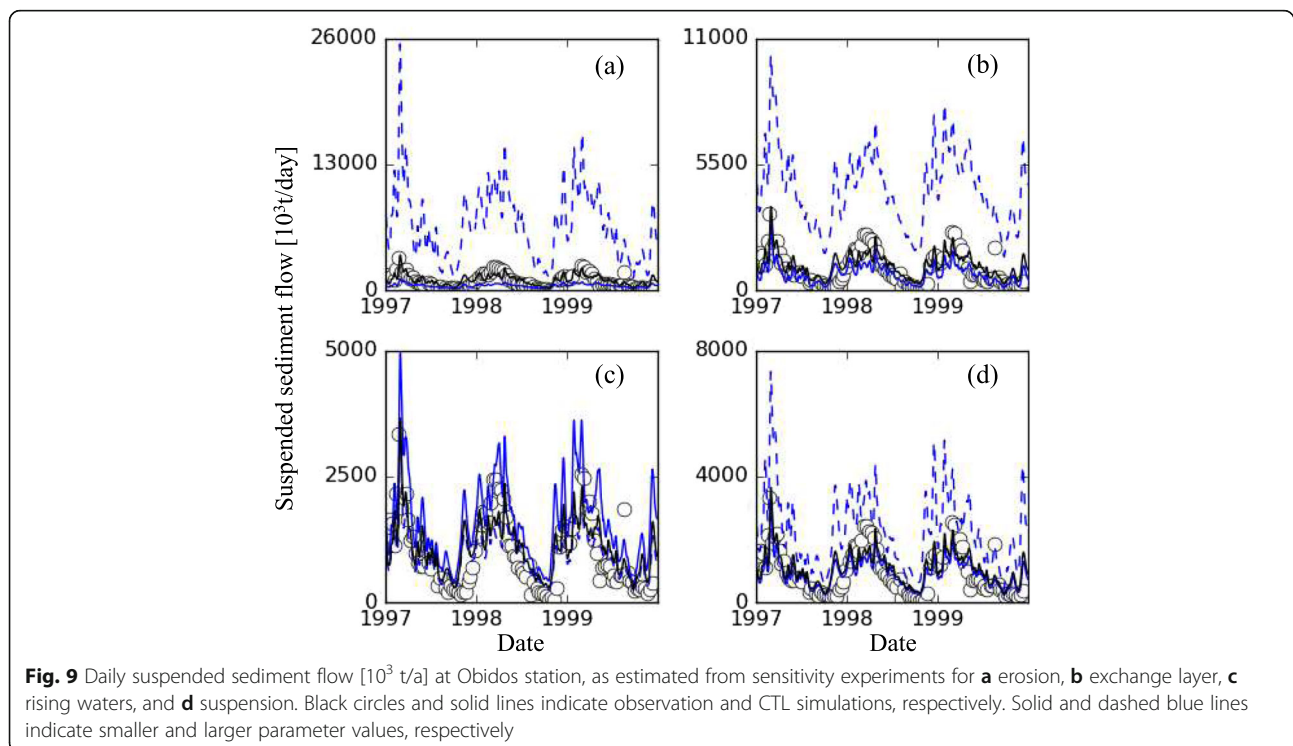 26000
(a)
13000
0
1997 1998 1999
11000
(b)
5500
0
1997 1998 1999
Suspended sediment flow [10³t/day]
5000
(c)
2500
0
1997 1998 1999
Date
8000
(d)
4000
0
1997 1998 1999
Date
Fig. 9 Daily suspended sediment flow [10³ t/a] at Obidos station, as estimated from sensitivity experiments for a erosion, b exchange layer, c
rising waters, and d suspension. Black circles and solid lines indicate observation and CTL simulations, respectively. Solid and dashed blue lines
indicate smaller and larger parameter values, respectively